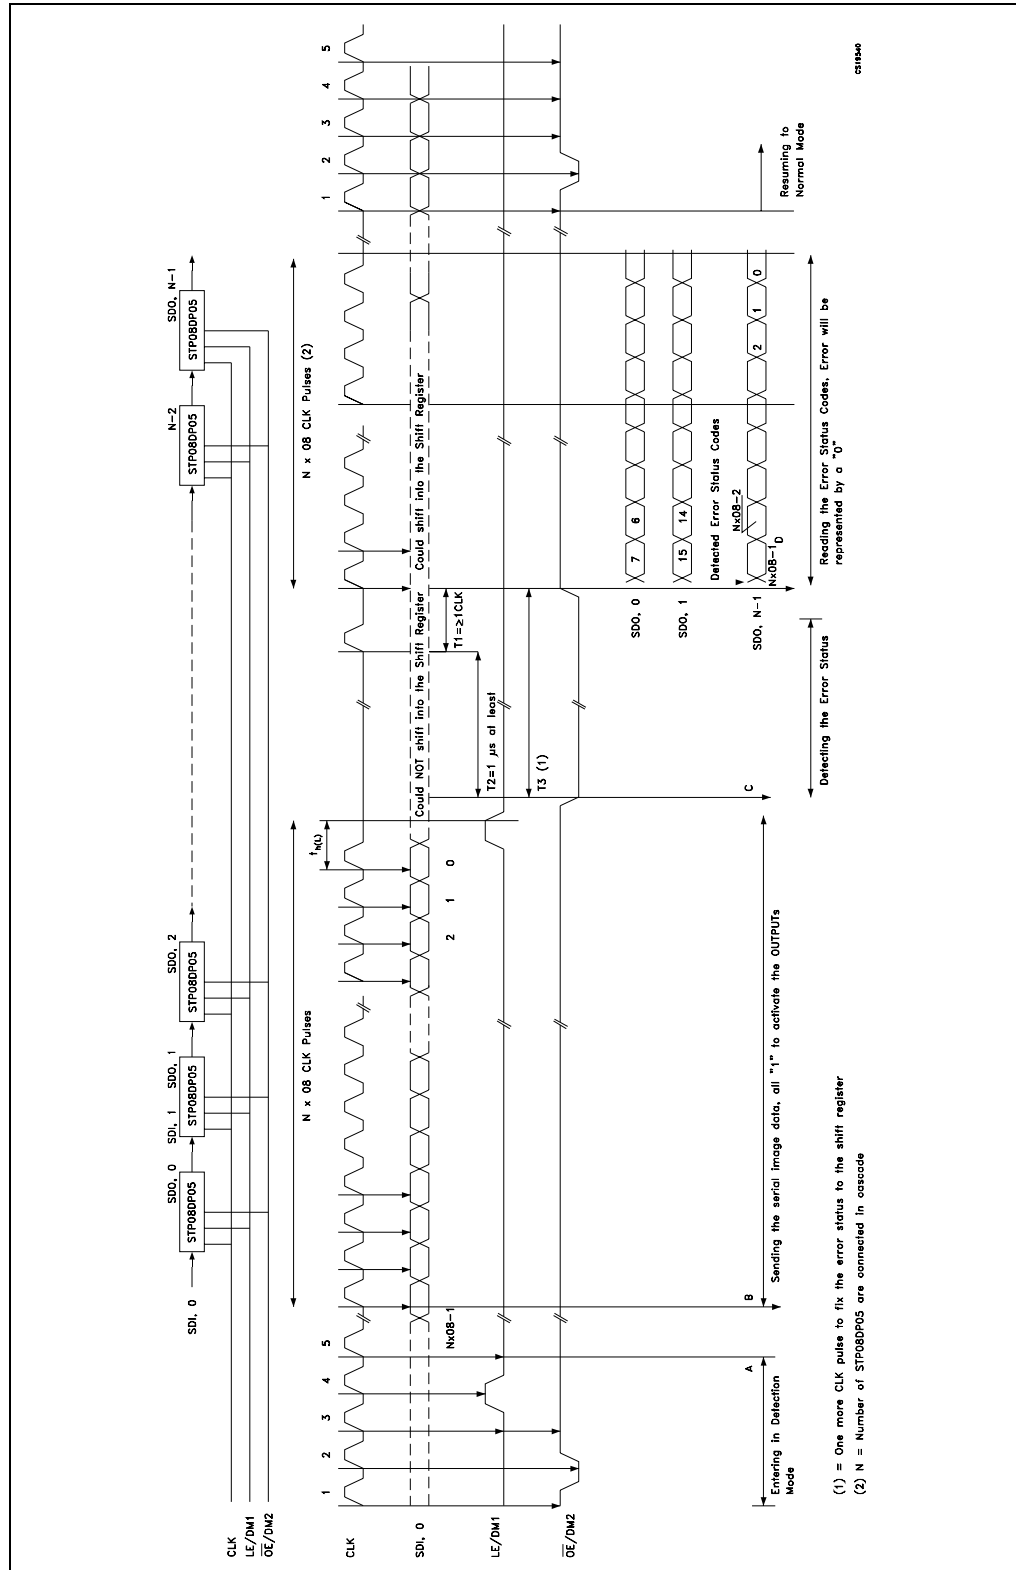 SDI, 0
STP08DP05
SDO, 0
SDI, 1
STP08DP05
SDO, 1
STP08DP05
SDO, 2
N-2
STP08DP05
STP08DP05
SDO, N-1
CLK
LE/DM1
OE/DM2
N x 08 CLK Pulses
N x 08 CLK Pulses (2)
1 2 3 4 5
1 2 3 4 5
CLK
th(L)
SDI, 0
Could NOT shift into the Shift Register
Could shift into the Shift Register
Nx08-1
2 1 0
T1=≥1CLK
LE/DM1
T2=1 µs at least
T3 (1)
OE/DM2
SDO, 0
7 6
SDO, 1
15 14
Detected Error Status Codes
Nx08-2
SDO, N-1
Nx08-1
D
2 1 0
A
B
C
Entering in Detection
Mode
Sending the serial image data, all "1" to activate the OUTPUTs
Detecting the Error Status
Reading the Error Status Codes, Error will be
represented by a "0"
Resuming to
Normal Mode
(1) = One more CLK pulse to fix the error status to the shift register
(2) N = Number of STP08DP05 are connected in cascade
CS19340